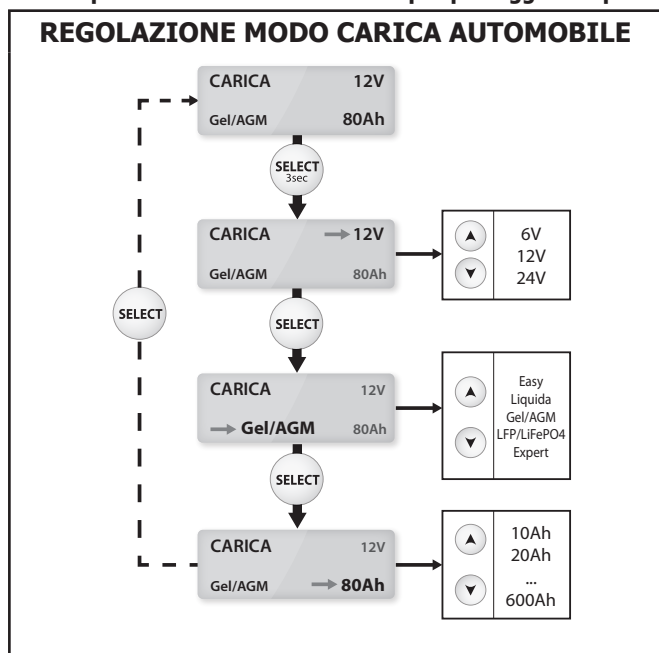 REGOLAZIONE MODO CARICA AUTOMOBILE
CARICA 12V
Gel/AGM 80Ah
SELECT
3sec
CARICA 12V
Gel/AGM 80Ah
6V
12V
24V
SELECT
SELECT
CARICA 12V
Gel/AGM 80Ah
Easy
Liquida
Gel/AGM
LFP/LiFePO4
Expert
SELECT
CARICA 12V
Gel/AGM 80Ah
10Ah
20Ah
...
600Ah